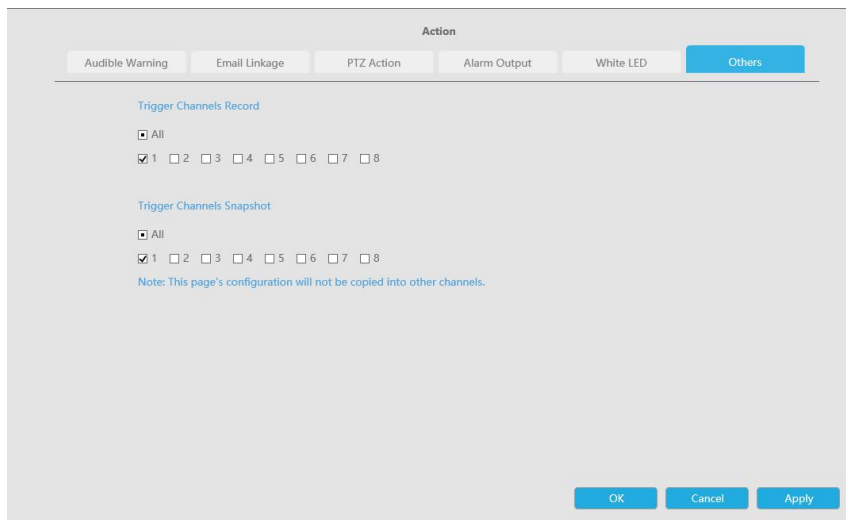 Action
Audible Warning Email Linkage PTZ Action Alarm Output White LED Others
Trigger Channels Record
All
1 2 3 4 5 6 7 8
Trigger Channels Snapshot
All
1 2 3 4 5 6 7 8
Note: This page's configuration will not be copied into other channels.
OK Cancel Apply